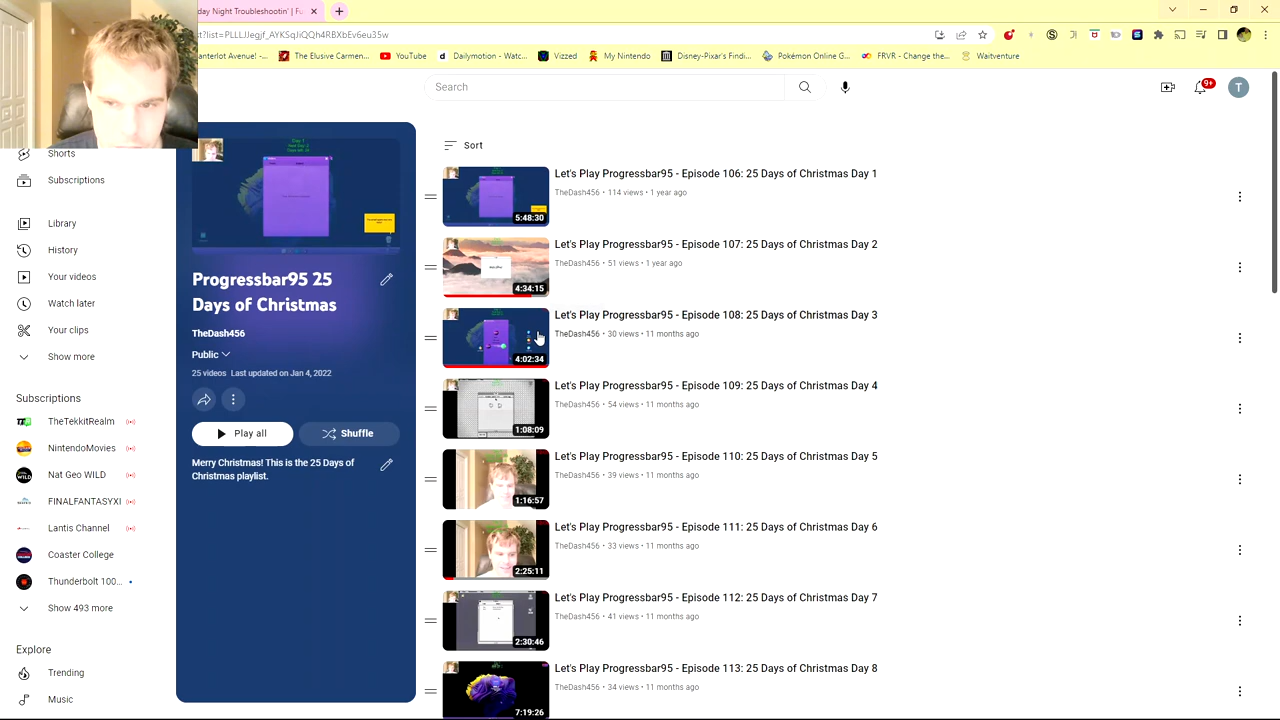 day Night Troubleshootin' Fu
st?list=PLLLJJegjf_AYKSqJiQQh4RBXbEv6eu35w
anterlot Avenue! -...
The Elusive Carmen...
YouTube
Dailymotion - Watc...
Vizzed
My Nintendo
Disney-Pixar's Findi...
Pokémon Online G...
FRVR - Change the...
Waitventure
Search
9+
T
Shorts
Subscriptions
Library
History
Your videos
Watch later
Your clips
Show more
Subscriptions
TheTekkitRealm
NintendoMovies
Nat Geo WILD
FINALFANTASYXI
Lantis Channel
Coaster College
Thunderbolt 100...
Show 493 more
Explore
Trending
Music
Progressbar95 25
Days of Christmas
TheDash456
Public
25 videos Last updated on Jan 4, 2022
Play all
Shuffle
Merry Christmas! This is the 25 Days of
Christmas playlist.
Sort
5:48:30
Let's Play Progressbar95 - Episode 106: 25 Days of Christmas Day 1
TheDash456 • 114 views • 1 year ago
4:34:15
Let's Play Progressbar95 - Episode 107: 25 Days of Christmas Day 2
TheDash456 • 51 views • 1 year ago
4:02:34
Let's Play Progressbar95 - Episode 108: 25 Days of Christmas Day 3
TheDash456 • 30 views • 11 months ago
1:08:09
Let's Play Progressbar95 - Episode 109: 25 Days of Christmas Day 4
TheDash456 • 54 views • 11 months ago
1:16:57
Let's Play Progressbar95 - Episode 110: 25 Days of Christmas Day 5
TheDash456 • 39 views • 11 months ago
2:25:11
Let's Play Progressbar95 - Episode 111: 25 Days of Christmas Day 6
TheDash456 • 33 views • 11 months ago
2:30:46
Let's Play Progressbar95 - Episode 112: 25 Days of Christmas Day 7
TheDash456 • 41 views • 11 months ago
7:19:26
Let's Play Progressbar95 - Episode 113: 25 Days of Christmas Day 8
TheDash456 • 34 views • 11 months ago